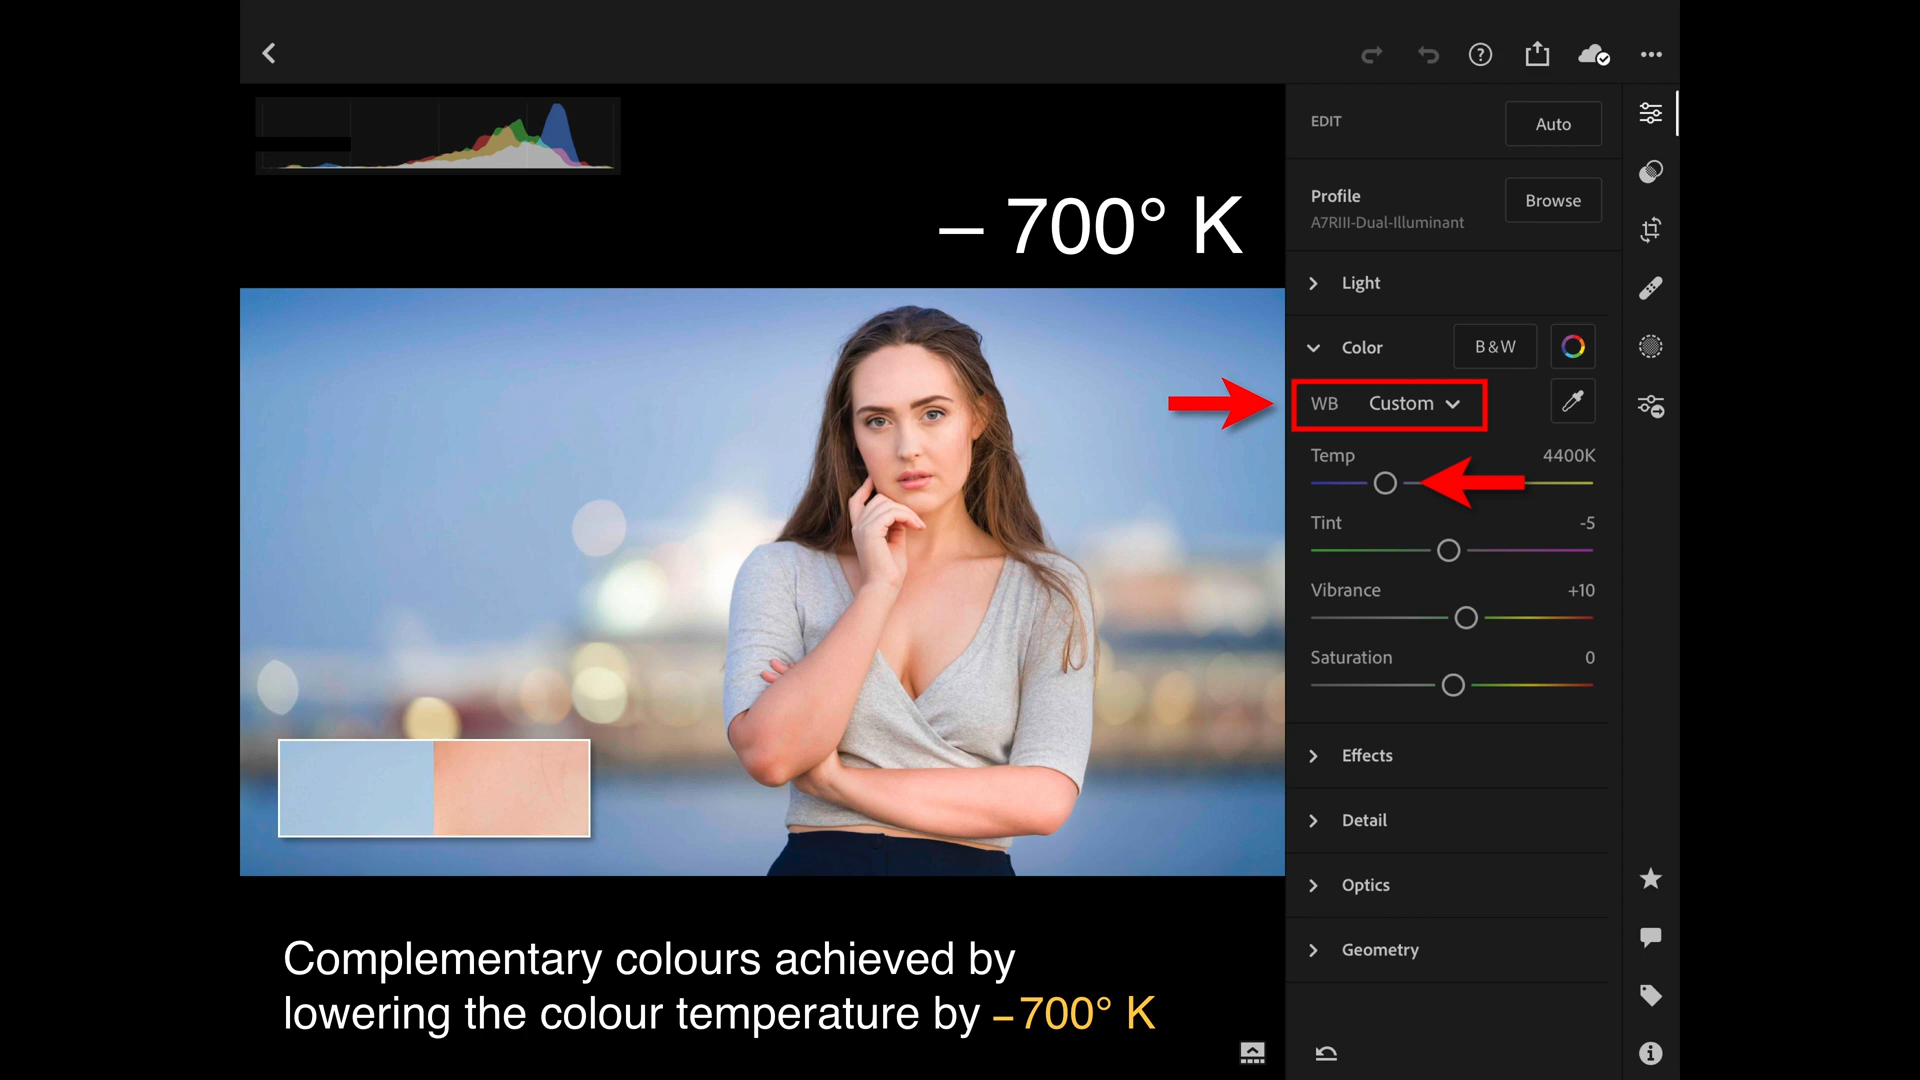 – 700° K
EDIT
Auto
Profile
A7RIII-Dual-Illuminant
Browse
Light
Color
B&W
WB
Custom
Temp
4400K
Tint
-5
Vibrance
+10
Saturation
0
Effects
Detail
Optics
Geometry
Complementary colours achieved by
lowering the colour temperature by –700° K